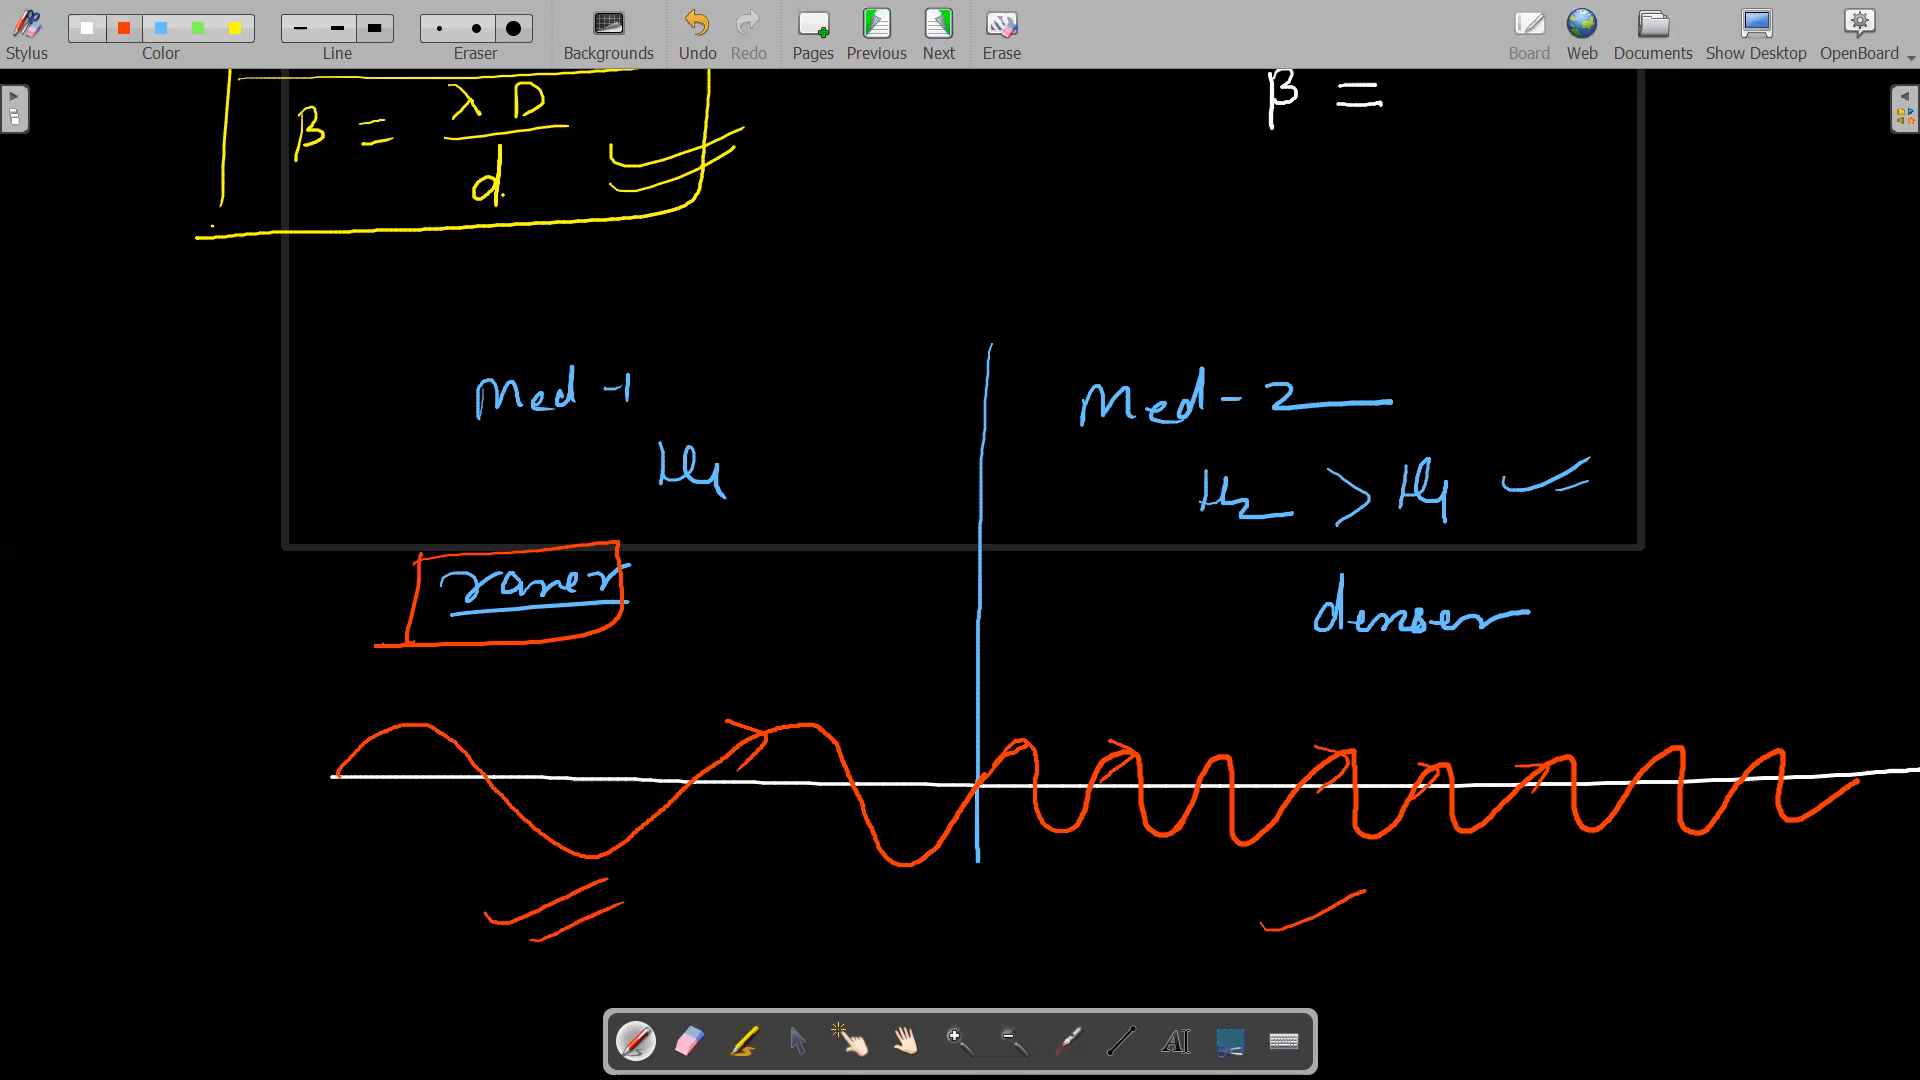 Stylus Color Line Eraser Backgrounds Undo Redo Pages Previous Next Erase Board Web Documents Show Desktop OpenBoard
β = λ D / d
β =
Med -1
Med - 2
μ₁
μ₂ > μ₁
rarer
denser